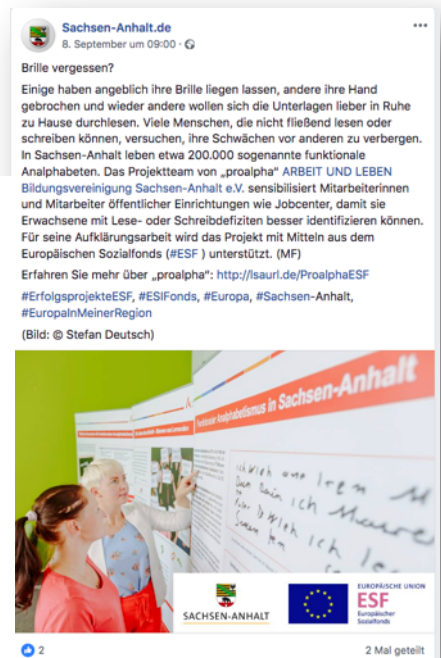 Sachsen-Anhalt.de
8. September um 09:00 ·
Brille vergessen?
Einige haben angeblich ihre Brille liegen lassen, andere ihre Hand
gebrochen und wieder andere wollen sich die Unterlagen lieber in Ruhe
zu Hause durchlesen. Viele Menschen, die nicht fließend lesen oder
schreiben können, versuchen, ihre Schwächen vor anderen zu verbergen.
In Sachsen-Anhalt leben etwa 200.000 sogenannte funktionale
Analphabeten. Das Projektteam von „proalpha“ ARBEIT UND LEBEN
Bildungsvereinigung Sachsen-Anhalt e.V. sensibilisiert Mitarbeiterinnen
und Mitarbeiter öffentlicher Einrichtungen wie Jobcenter, damit sie
Erwachsene mit Lese- oder Schreibdefiziten besser identifizieren können.
Für seine Aufklärungsarbeit wird das Projekt mit Mitteln aus dem
Europäischen Sozialfonds (#ESF ) unterstützt. (MF)
Erfahren Sie mehr über „proalpha“: http://lsaurl.de/ProalphaESF
#ErfolgsprojekteESF, #ESIFonds, #Europa, #Sachsen-Anhalt,
#EuropaInMeinerRegion
(Bild: © Stefan Deutsch)
Funktionaler Analphabetismus in Sachsen-Anhalt
ich
ich
ich
SACHSEN-ANHALT
EUROPÄISCHE UNION
ESF
Europäischer
Sozialfonds
2
2 Mal geteilt